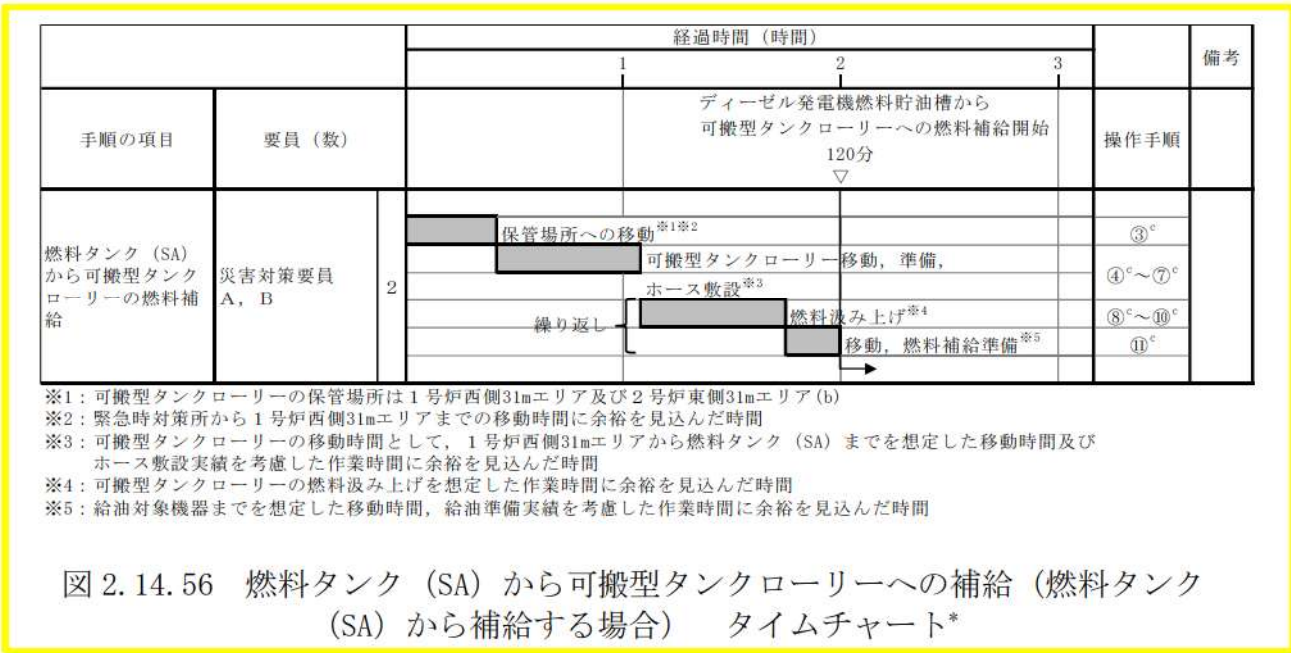 経過時間（時間）
1 2 3
備考
手順の項目
要員（数）
ディーゼル発電機燃料貯油槽から
可搬型タンクローリーへの燃料補給開始
120分
▽
操作手順
燃料タンク（SA）
から可搬型タンク
ローリーの燃料補
給
災害対策要員
A，B
2
保管場所への移動※1※2
③c
可搬型タンクローリー移動，準備，
ホース敷設※3
④c～⑦c
繰り返し
燃料汲み上げ※4
⑧c～⑩c
移動，燃料補給準備※5
⑪c
※1：可搬型タンクローリーの保管場所は１号炉西側31mエリア及び２号炉東側31mエリア(b)
※2：緊急時対策所から１号炉西側31mエリアまでの移動時間に余裕を見込んだ時間
※3：可搬型タンクローリーの移動時間として，１号炉西側31mエリアから燃料タンク（SA）までを想定した移動時間及び
ホース敷設実績を考慮した作業時間に余裕を見込んだ時間
※4：可搬型タンクローリーの燃料汲み上げを想定した作業時間に余裕を見込んだ時間
※5：給油対象機器までを想定した移動時間，給油準備実績を考慮した作業時間に余裕を見込んだ時間
図 2.14.56 燃料タンク（SA）から可搬型タンクローリーへの補給（燃料タンク
（SA）から補給する場合） タイムチャート*